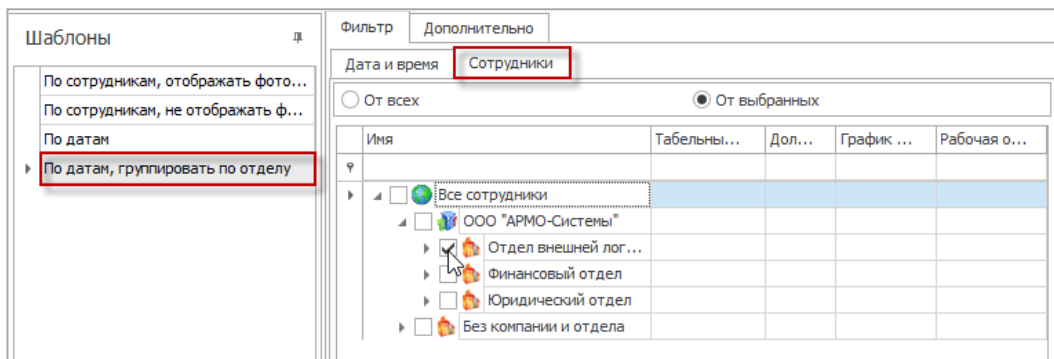 Шаблоны
По сотрудникам, отображать фото...
По сотрудникам, не отображать ф...
По датам
По датам, группировать по отделу
Фильтр Дополнительно
Дата и время Сотрудники
От всех От выбранных
Имя Табельны... Дол... График ... Рабочая о...
Все сотрудники
ООО "АРМО-Системы"
Отдел внешней лог...
Финансовый отдел
Юридический отдел
Без компании и отдела